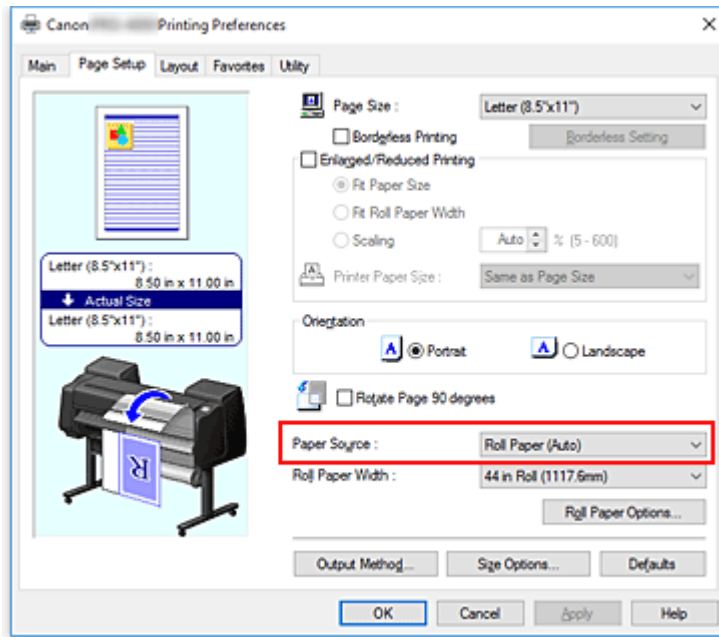 Canon Printing Preferences
Main Page Setup Layout Favorites Utility
Page Size : Letter (8.5"x11")
Borderless Printing Borderless Setting
Enlarged/Reduced Printing
Fit Paper Size
Fit Roll Paper Width
Scaling Auto % (5 - 600)
Printer Paper Size : Same as Page Size
Letter (8.5"x11") :
8.50 in x 11.00 in
Actual Size
Letter (8.5"x11") :
8.50 in x 11.00 in
Orientation
A Portrait A Landscape
Rotate Page 90 degrees
Paper Source : Roll Paper (Auto)
Roll Paper Width : 44 in Roll (1117.6mm)
Roll Paper Options...
Output Method... Size Options... Defaults
OK Cancel Apply Help